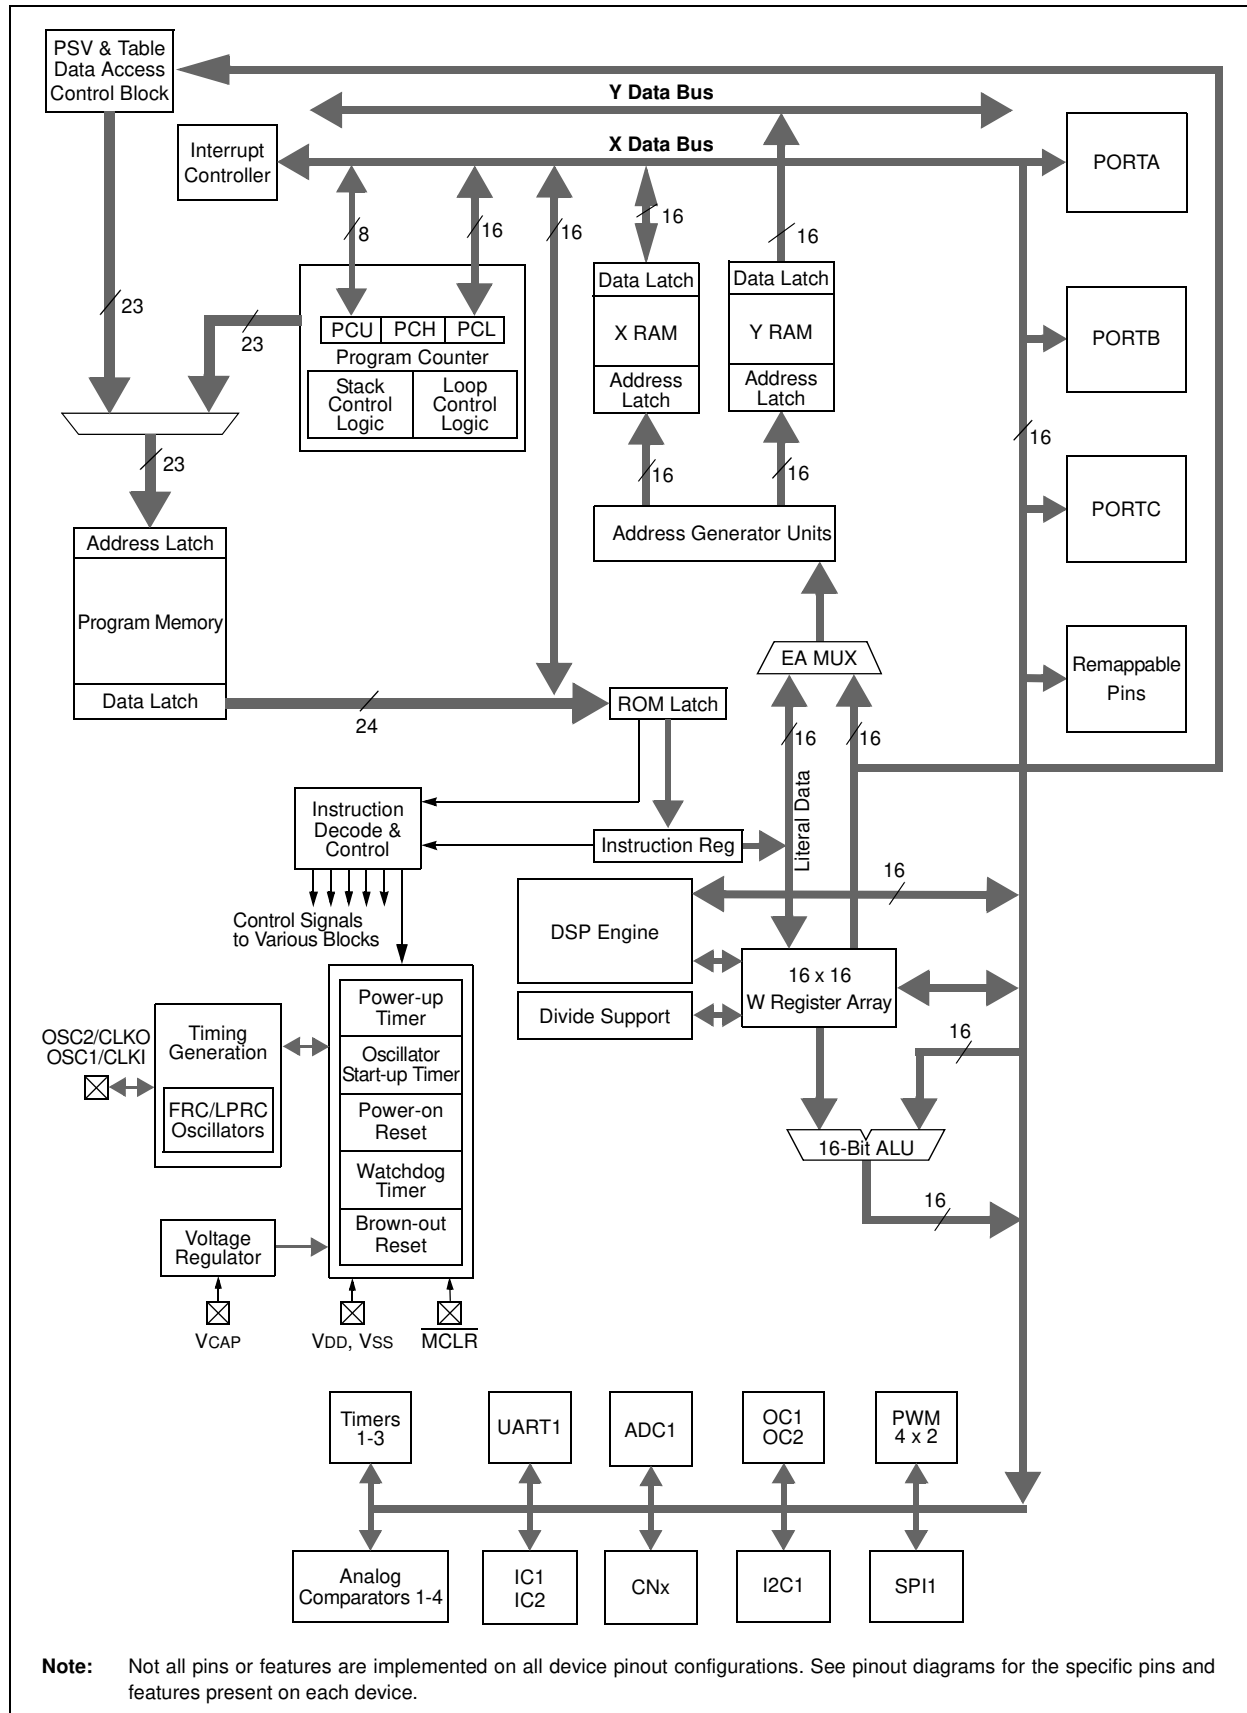 PSV & Table
Data Access
Control Block
Y Data Bus
X Data Bus
Interrupt
Controller
PORTA
8
16
16
16
16
23
23
PCU
PCH
PCL
Program Counter
Stack
Control
Logic
Loop
Control
Logic
Data Latch
X RAM
Address
Latch
Data Latch
Y RAM
Address
Latch
PORTB
23
16
16
16
Address Generator Units
PORTC
Address Latch
Program Memory
Data Latch
24
EA MUX
ROM Latch
Remappable
Pins
16
16
Literal Data
Instruction
Decode &
Control
Instruction Reg
Control Signals
to Various Blocks
DSP Engine
16
16 x 16
W Register Array
Divide Support
16
Power-up
Timer
Oscillator
Start-up Timer
Power-on
Reset
Watchdog
Timer
Brown-out
Reset
OSC2/CLKO
OSC1/CLKI
Timing
Generation
FRC/LPRC
Oscillators
16-Bit ALU
16
Voltage
Regulator
VCAP
VDD, VSS
MCLR
Timers
1-3
UART1
ADC1
OC1
OC2
PWM
4 x 2
Analog
Comparators 1-4
IC1
IC2
CNx
I2C1
SPI1
Note: Not all pins or features are implemented on all device pinout configurations. See pinout diagrams for the specific pins and
features present on each device.